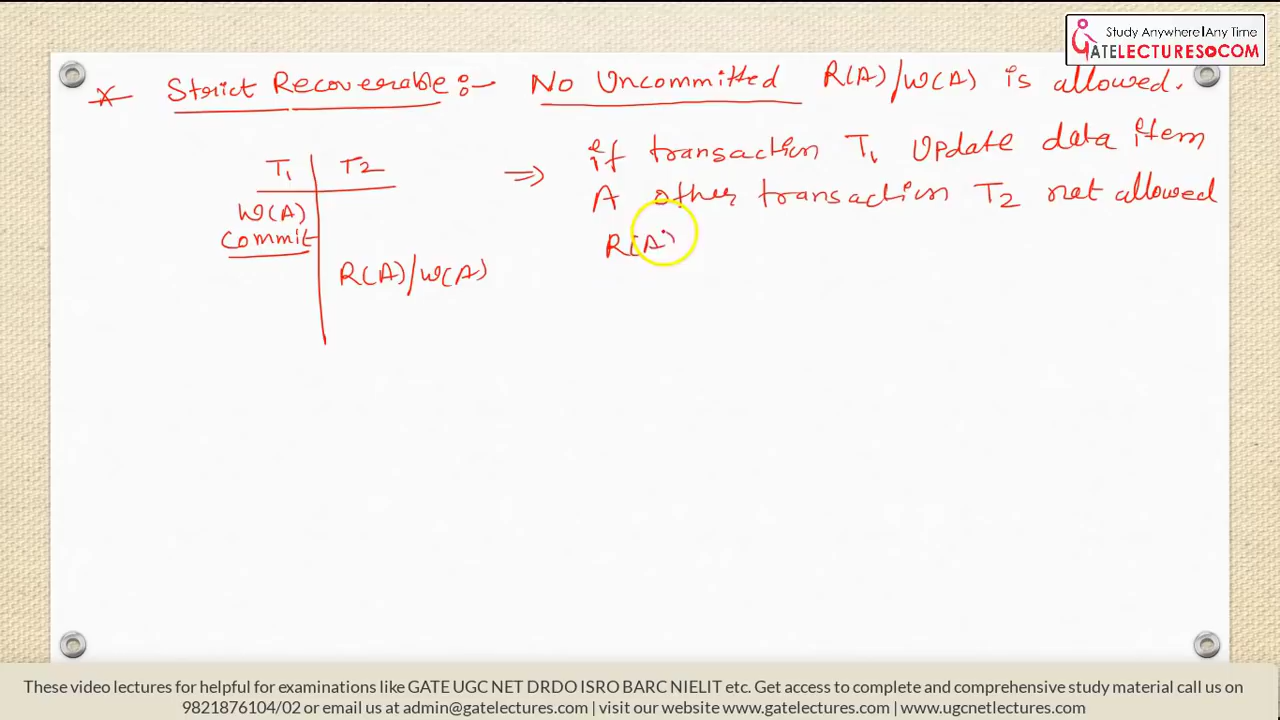 Study Anywhere|Any Time
GATELECTURES.COM
* Strict Recoverable :- No Uncommitted R(A)/W(A) is allowed.
T1 T2
W(A)
Commit
R(A)/W(A)
⇒ if transaction T1 Update data item
A other transaction T2 not allowed
R(A)
These video lectures for helpful for examinations like GATE UGC NET DRDO ISRO BARC NIELIT etc. Get access to complete and comprehensive study material call us on
9821876104/02 or email us at admin@gatelectures.com | visit our website www.gatelectures.com | www.ugcnetlectures.com